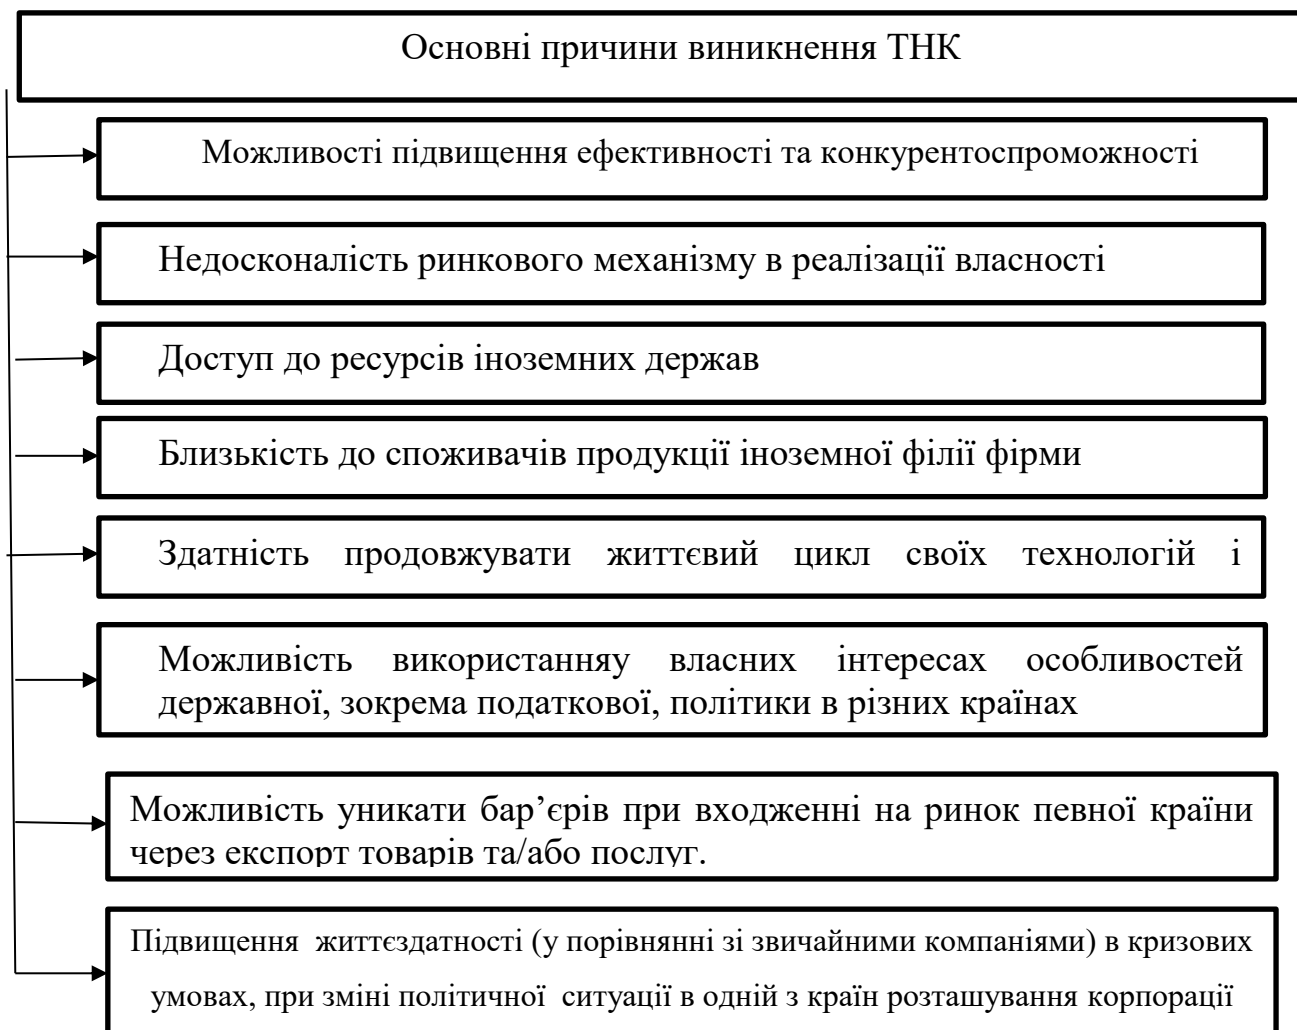 Основні причини виникнення ТНК
Можливості підвищення ефективності та конкурентоспроможності
Недосконалість ринкового механізму в реалізації власності
Доступ до ресурсів іноземних держав
Близькість до споживачів продукції іноземної філії фірми
Здатність продовжувати життєвий цикл своїх технологій і
Можливість використанняу власних інтересах особливостей
державної, зокрема податкової, політики в різних країнах
Можливість уникати бар’єрів при входженні на ринок певної країни
через експорт товарів та/або послуг.
Підвищення життєздатності (у порівнянні зі звичайними компаніями) в кризових
умовах, при зміні політичної ситуації в одній з країн розташування корпорації